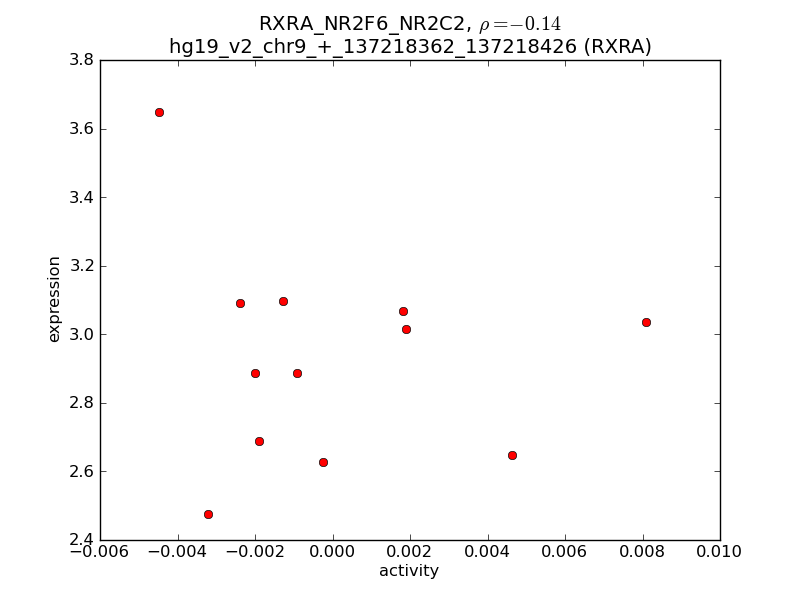 RXRA_NR2F6_NR2C2, ρ=−0.14
hg19_v2_chr9_+_137218362_137218426 (RXRA)
3.8
3.6
3.4
3.2
3.0
2.8
2.6
2.4
expression
−0.006 −0.004 −0.002 0.000 0.002 0.004 0.006 0.008 0.010
activity